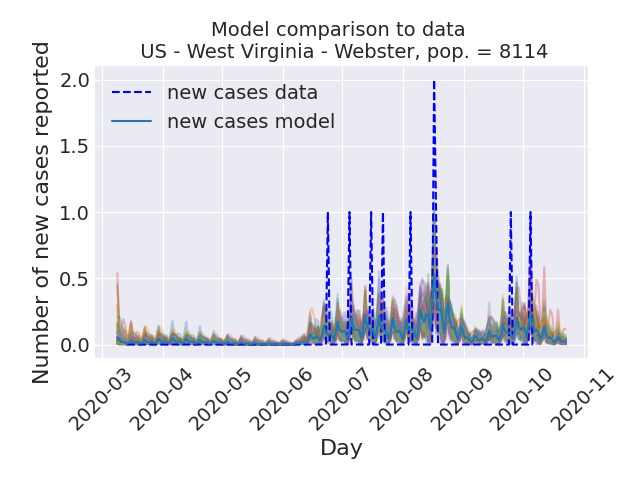 Model comparison to data
US - West Virginia - Webster, pop. = 8114
Number of new cases reported
2.0
1.5
1.0
0.5
0.0
new cases data
new cases model
2020-03
2020-04
2020-05
2020-06
2020-07
2020-08
2020-09
2020-10
2020-11
Day